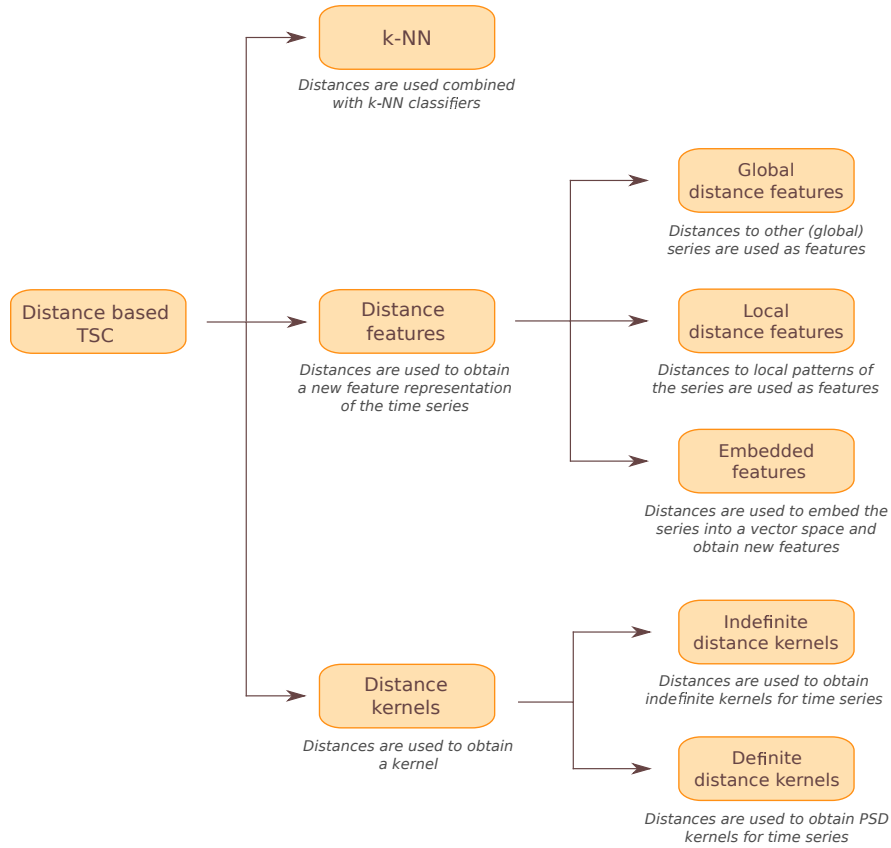 k-NN
Distances are used combined
with k-NN classifiers
Global
distance features
Distances to other (global)
series are used as features
Distance based
TSC
Distance
features
Distances are used to obtain
a new feature representation
of the time series
Local
distance features
Distances to local patterns of
the series are used as features
Embedded
features
Distances are used to embed the
series into a vector space and
obtain new features
Distance
kernels
Distances are used to obtain
a kernel
Indefinite
distance kernels
Distances are used to obtain
indefinite kernels for time series
Definite
distance kernels
Distances are used to obtain PSD
kernels for time series